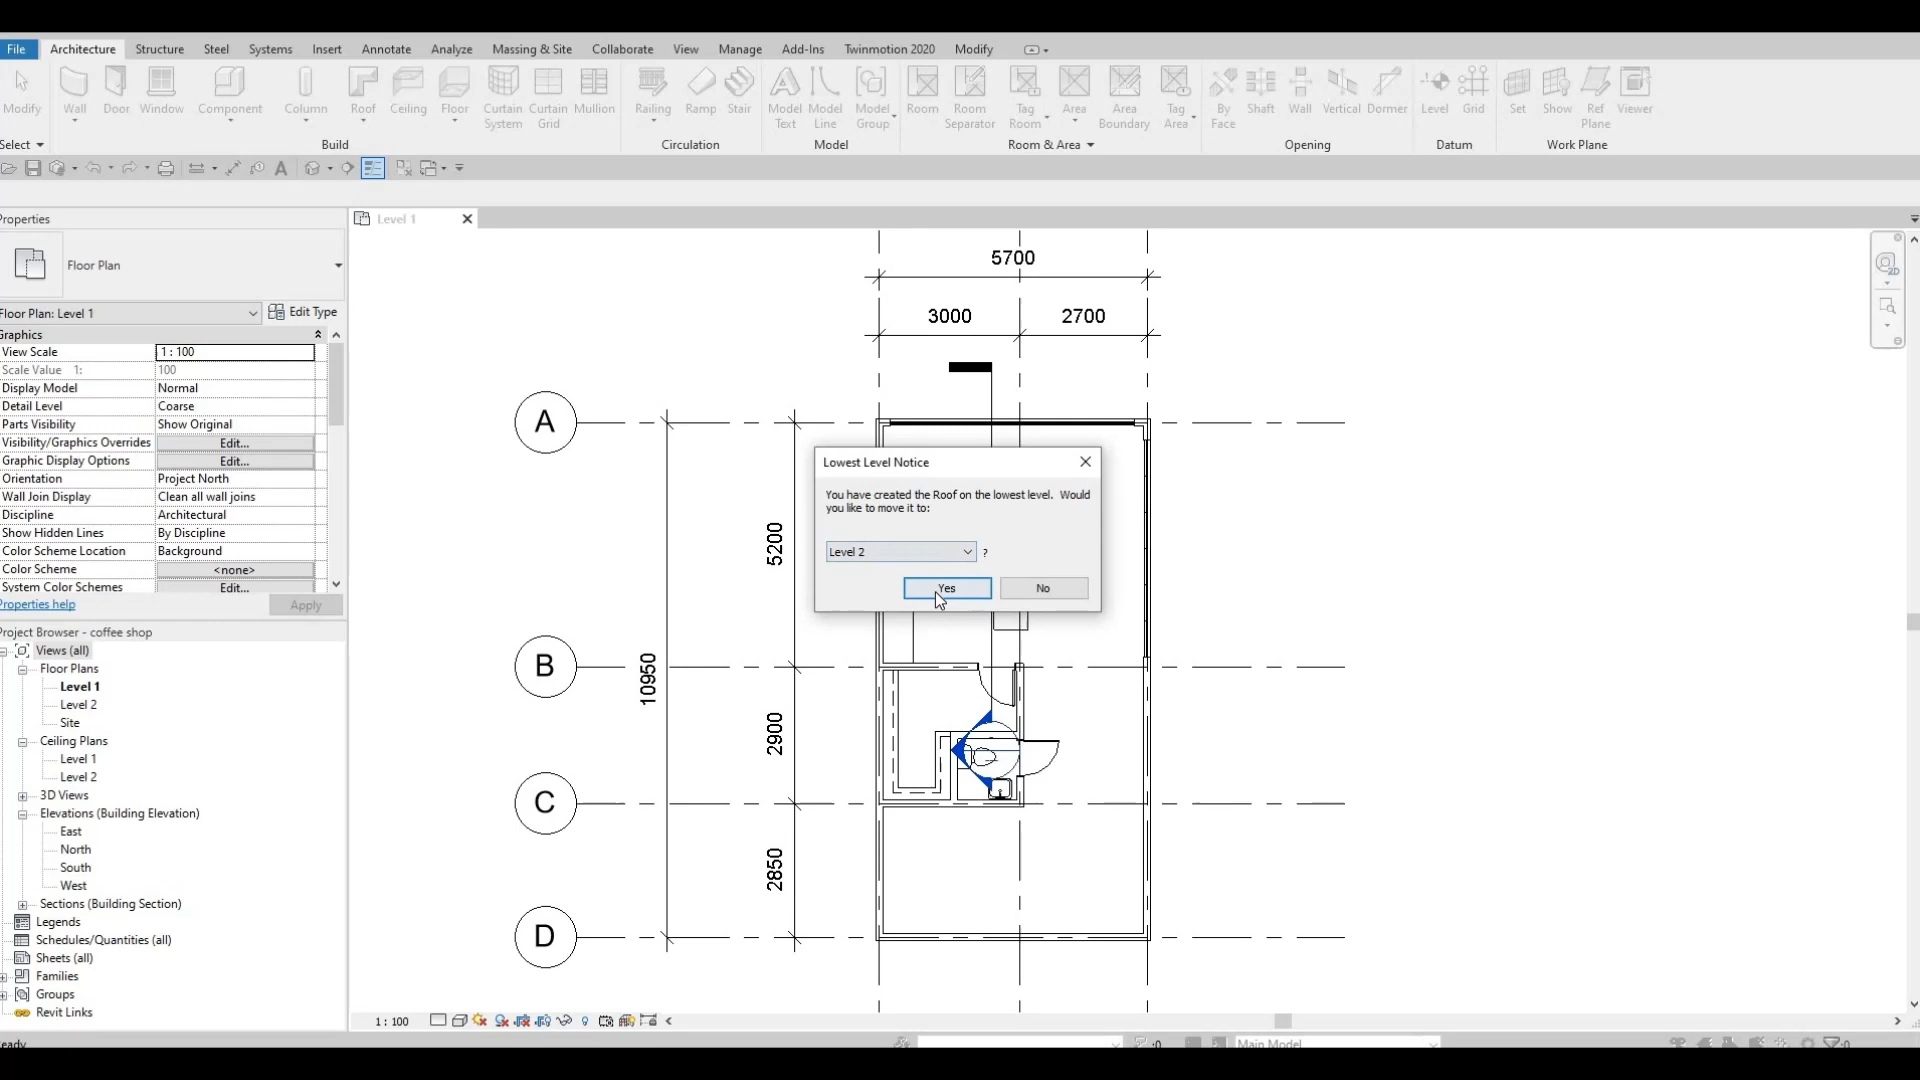 File Architecture Structure Steel Systems Insert Annotate Analyze Massing & Site Collaborate View Manage Add-Ins Twinmotion 2020 Modify
Modify Wall Door Window Component Column Roof Ceiling Floor Curtain System Curtain Grid Mullion Railing Ramp Stair Model Text Model Line Model Group Room Room Separator Tag Room Area Area Boundary Tag Area By Face Shaft Wall Vertical Dormer Level Grid Set Show Ref Plane Viewer
Select Build Circulation Model Room & Area Opening Datum Work Plane
Properties
Level 1
Floor Plan
Floor Plan: Level 1
Edit Type
Graphics
View Scale 1 : 100
Scale Value 1: 100
Display Model Normal
Detail Level Coarse
Parts Visibility Show Original
Visibility/Graphics Overrides Edit...
Graphic Display Options Edit...
Orientation Project North
Wall Join Display Clean all wall joins
Discipline Architectural
Show Hidden Lines By Discipline
Color Scheme Location Background
Color Scheme <none>
System Color Schemes Edit...
Properties help Apply
Project Browser - coffee shop
Views (all)
Floor Plans
Level 1
Level 2
Site
Ceiling Plans
Level 1
Level 2
3D Views
Elevations (Building Elevation)
East
North
South
West
Sections (Building Section)
Legends
Schedules/Quantities (all)
Sheets (all)
Families
Groups
Revit Links
5700
3000 2700
A
B
C
D
10950
5200
2900
2850
Lowest Level Notice
You have created the Roof on the lowest level. Would
you like to move it to:
Level 2 ?
Yes No
2D
1 : 100
eady
:0
Main Model
:0